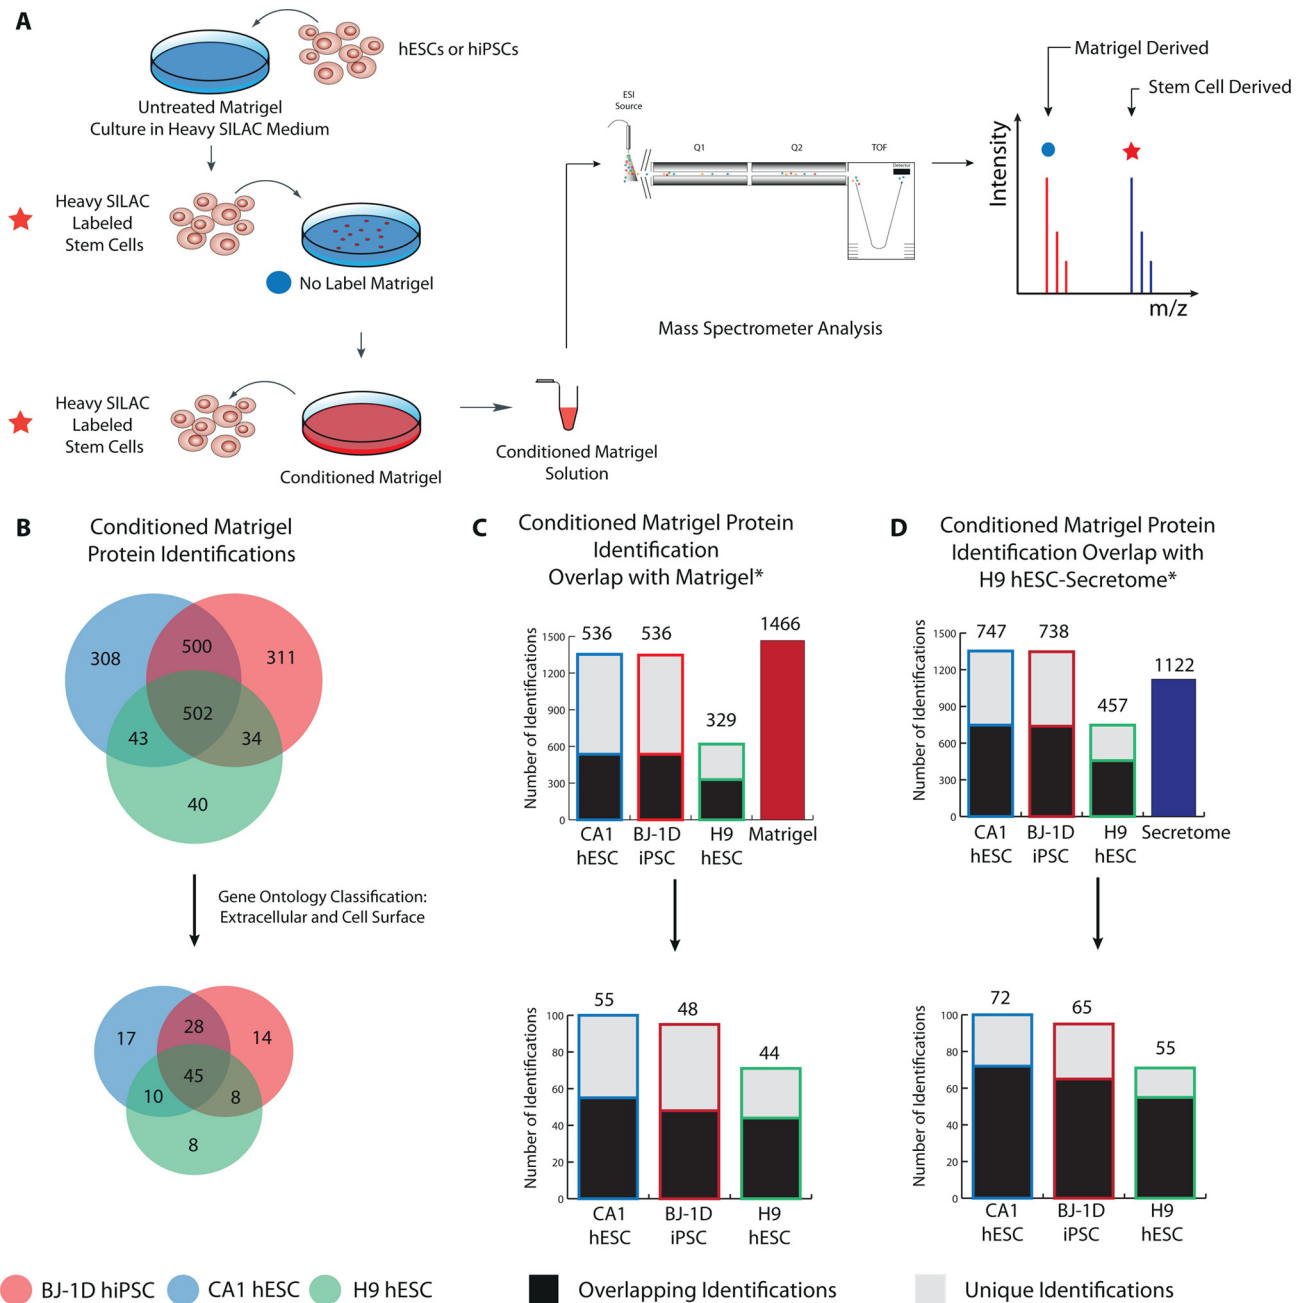 A
hESCs or hiPSCs
Untreated Matrigel
Culture in Heavy SILAC Medium
Heavy SILAC
Labeled
Stem Cells
No Label Matrigel
Heavy SILAC
Labeled
Stem Cells
Conditioned Matrigel
Conditioned Matrigel
Solution
ESI
Source
Q1
Q2
TOF
Detector
Mass Spectrometer Analysis
Matrigel Derived
Stem Cell Derived
Intensity
m/z
B
Conditioned Matrigel
Protein Identifications
308
500
311
502
43
34
40
Gene Ontology Classification:
Extracellular and Cell Surface
17
28
14
45
10
8
8
C
Conditioned Matrigel Protein
Identification
Overlap with Matrigel*
Number of Identifications
1500
1200
900
600
300
0
536
536
329
1466
CA1
hESC
BJ-1D
iPSC
H9
hESC
Matrigel
Number of Identifications
100
80
60
40
20
0
55
48
44
CA1
hESC
BJ-1D
iPSC
H9
hESC
D
Conditioned Matrigel Protein
Identification Overlap with
H9 hESC-Secretome*
Number of Identifications
1500
1200
900
600
300
0
747
738
457
1122
CA1
hESC
BJ-1D
iPSC
H9
hESC
Secretome
Number of Identifications
100
80
60
40
20
0
72
65
55
CA1
hESC
BJ-1D
iPSC
H9
hESC
BJ-1D hiPSC
CA1 hESC
H9 hESC
Overlapping Identifications
Unique Identifications